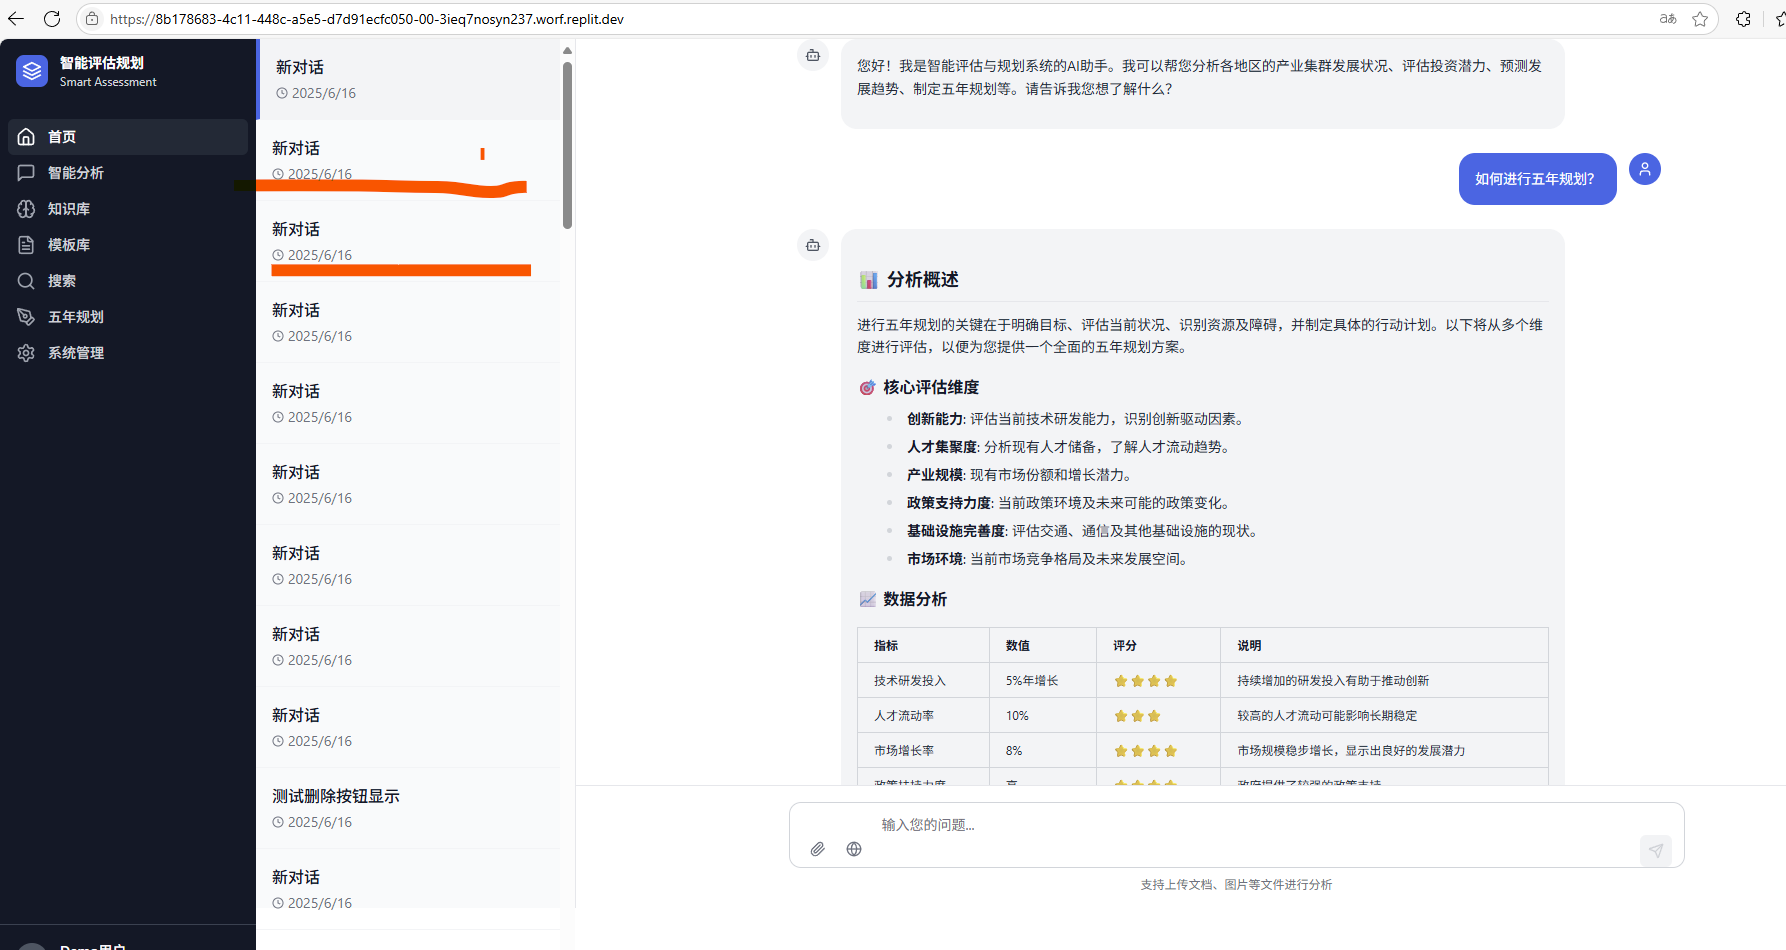 https://8b178683-4c11-448c-a5e5-d7d91ecfc050-00-3ieq7nosyn237.worf.replit.dev
aあ
智能评估规划
Smart Assessment
首页
智能分析
知识库
模板库
搜索
五年规划
系统管理
Demo用户
新对话
2025/6/16
新对话
2025/6/16
新对话
2025/6/16
新对话
2025/6/16
新对话
2025/6/16
新对话
2025/6/16
新对话
2025/6/16
新对话
2025/6/16
新对话
2025/6/16
测试删除按钮显示
2025/6/16
新对话
2025/6/16
您好！我是智能评估与规划系统的AI助手。我可以帮您分析各地区的产业集群发展状况、评估投资潜力、预测发
展趋势、制定五年规划等。请告诉我您想了解什么？
如何进行五年规划？
分析概述
进行五年规划的关键在于明确目标、评估当前状况、识别资源及障碍，并制定具体的行动计划。以下将从多个维
度进行评估，以便为您提供一个全面的五年规划方案。
核心评估维度
创新能力: 评估当前技术研发能力，识别创新驱动因素。
人才集聚度: 分析现有人才储备，了解人才流动趋势。
产业规模: 现有市场份额和增长潜力。
政策支持力度: 当前政策环境及未来可能的政策变化。
基础设施完善度: 评估交通、通信及其他基础设施的现状。
市场环境: 当前市场竞争格局及未来发展空间。
数据分析
指标 数值 评分 说明
技术研发投入 5%年增长 ⭐⭐⭐⭐ 持续增加的研发投入有助于推动创新
人才流动率 10% ⭐⭐⭐ 较高的人才流动可能影响长期稳定
市场增长率 8% ⭐⭐⭐⭐ 市场规模稳步增长，显示出良好的发展潜力
政策扶持力度 高 ⭐⭐⭐⭐ 政府提供了较强的政策支持
输入您的问题...
支持上传文档、图片等文件进行分析